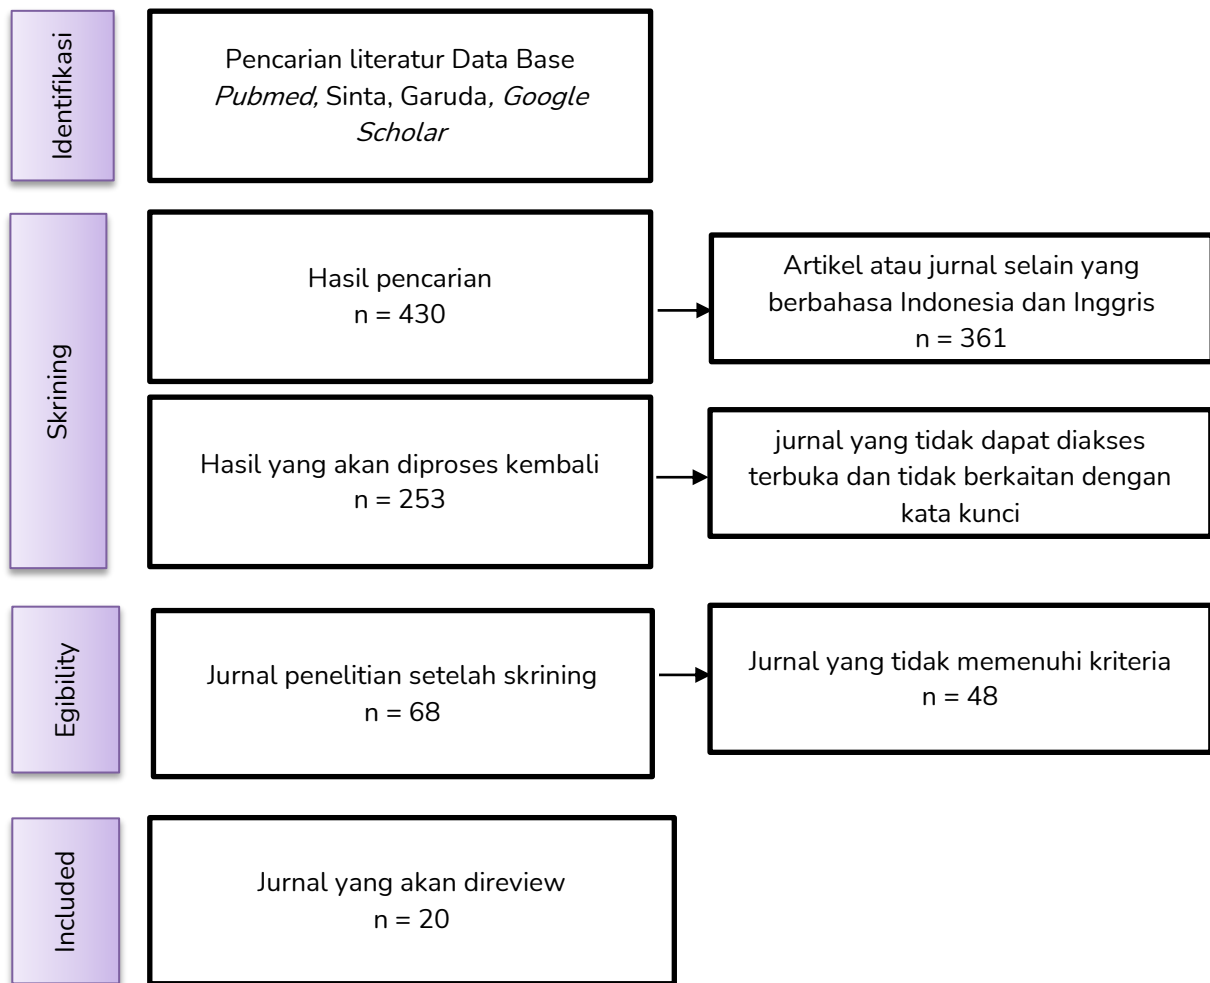 Identifikasi
Pencarian literatur Data Base
Pubmed, Sinta, Garuda, Google
Scholar
Skrining
Hasil pencarian
n = 430
Artikel atau jurnal selain yang
berbahasa Indonesia dan Inggris
n = 361
Hasil yang akan diproses kembali
n = 253
jurnal yang tidak dapat diakses
terbuka dan tidak berkaitan dengan
kata kunci
Egibility
Jurnal penelitian setelah skrining
n = 68
Jurnal yang tidak memenuhi kriteria
n = 48
Included
Jurnal yang akan direview
n = 20